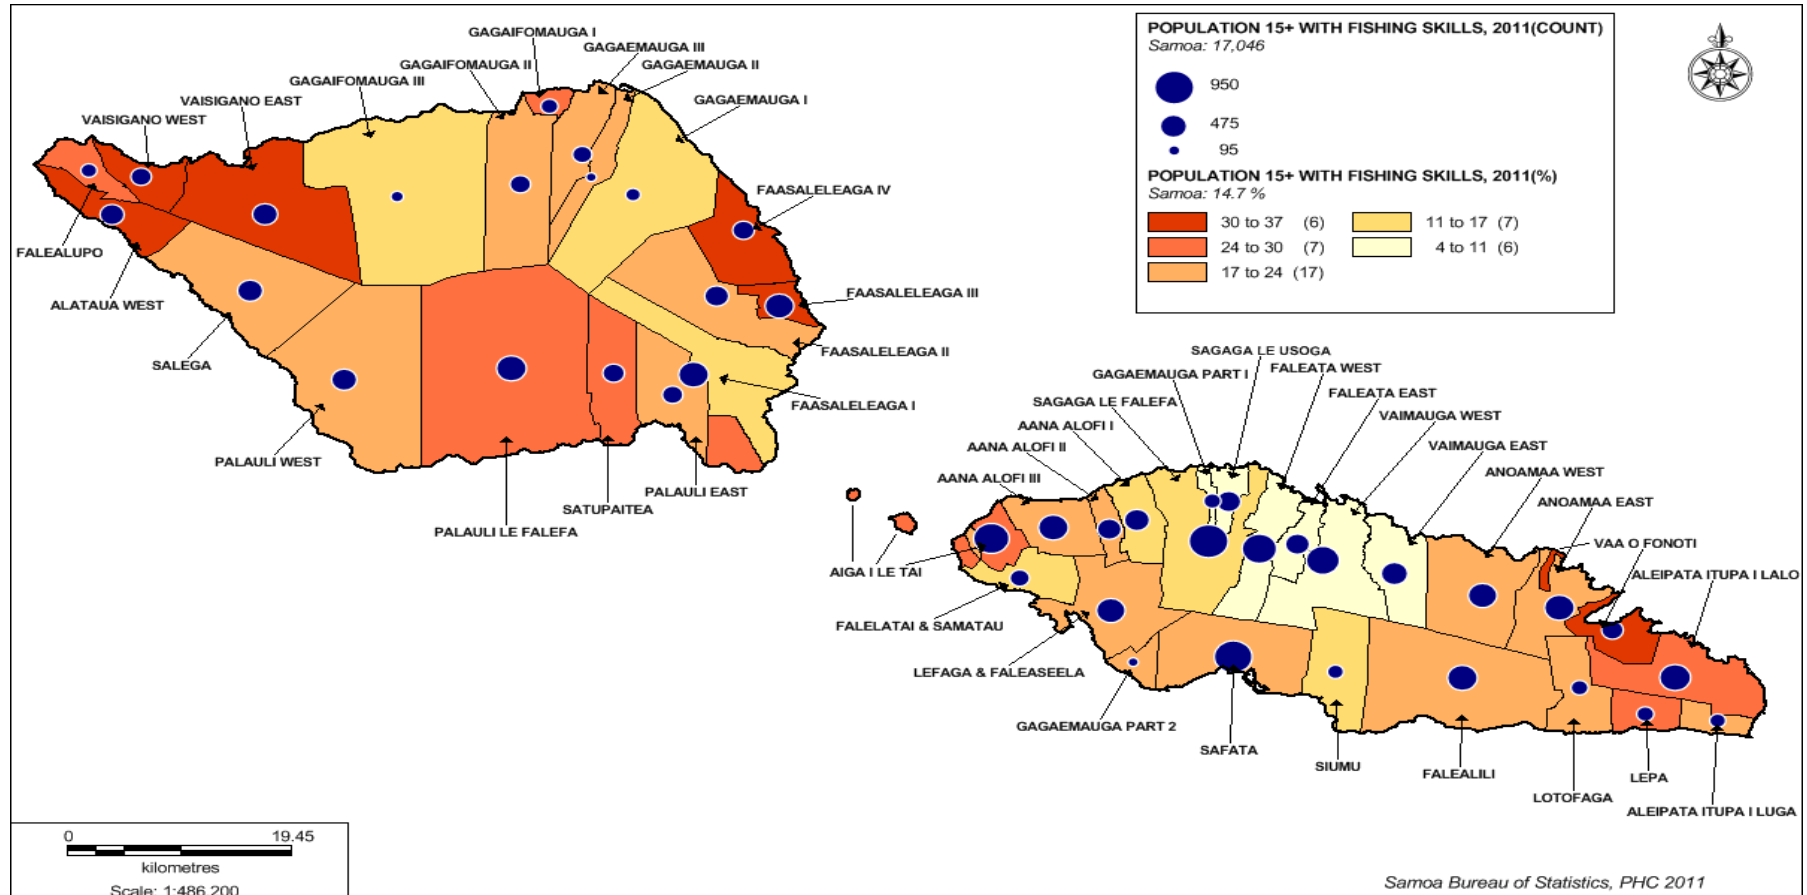 POPULATION 15+ WITH FISHING SKILLS, 2011(COUNT)
Samoa: 17,046
950
475
95
POPULATION 15+ WITH FISHING SKILLS, 2011(%)
Samoa: 14.7 %
30 to 37 (6)
11 to 17 (7)
24 to 30 (7)
4 to 11 (6)
17 to 24 (17)
GAGAIFOMAUGA I
GAGAEMAUGA III
GAGAIFOMAUGA II
GAGAEMAUGA II
GAGAIFOMAUGA III
GAGAEMAUGA I
VAISIGANO EAST
VAISIGANO WEST
FAASALELEAGA IV
FALEALUPO
FAASALELEAGA III
ALATAUA WEST
FAASALELEAGA II
SALEGA
FAASALELEAGA I
PALAULI WEST
PALAULI EAST
SATUPAITEA
PALAULI LE FALEFA
SAGAGA LE USOGA
FALEATA WEST
GAGAEMAUGA PART I
FALEATA EAST
SAGAGA LE FALEFA
VAIMAUGA WEST
AANA ALOFI I
VAIMAUGA EAST
AANA ALOFI II
ANOAMAA WEST
AANA ALOFI III
ANOAMAA EAST
VAA O FONOTI
AIGA I LE TAI
ALEIPATA ITUPA I LALO
FALELATAI & SAMATAU
LEFAGA & FALEASEELA
GAGAEMAUGA PART 2
SAFATA
SIUMU
FALEALILI
LEPA
LOTOFAGA
ALEIPATA ITUPA I LUGA
0 19.45
kilometres
Scale: 1:486,200
Samoa Bureau of Statistics, PHC 2011